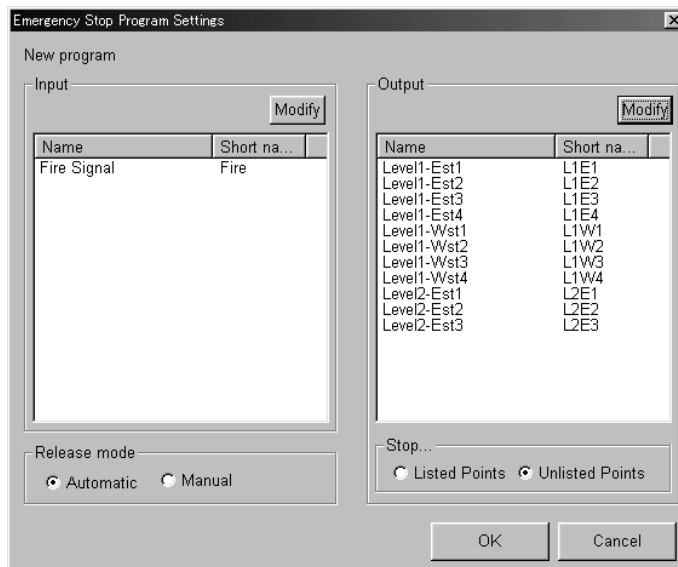 Emergency Stop Program Settings
New program
Input
Modify
Name Short na...
Fire Signal Fire
Release mode
Automatic Manual
Output
Modify
Name Short na...
Level1-Est1 L1E1
Level1-Est2 L1E2
Level1-Est3 L1E3
Level1-Est4 L1E4
Level1-Wst1 L1W1
Level1-Wst2 L1W2
Level1-Wst3 L1W3
Level1-Wst4 L1W4
Level2-Est1 L2E1
Level2-Est2 L2E2
Level2-Est3 L2E3
Stop...
Listed Points Unlisted Points
OK Cancel